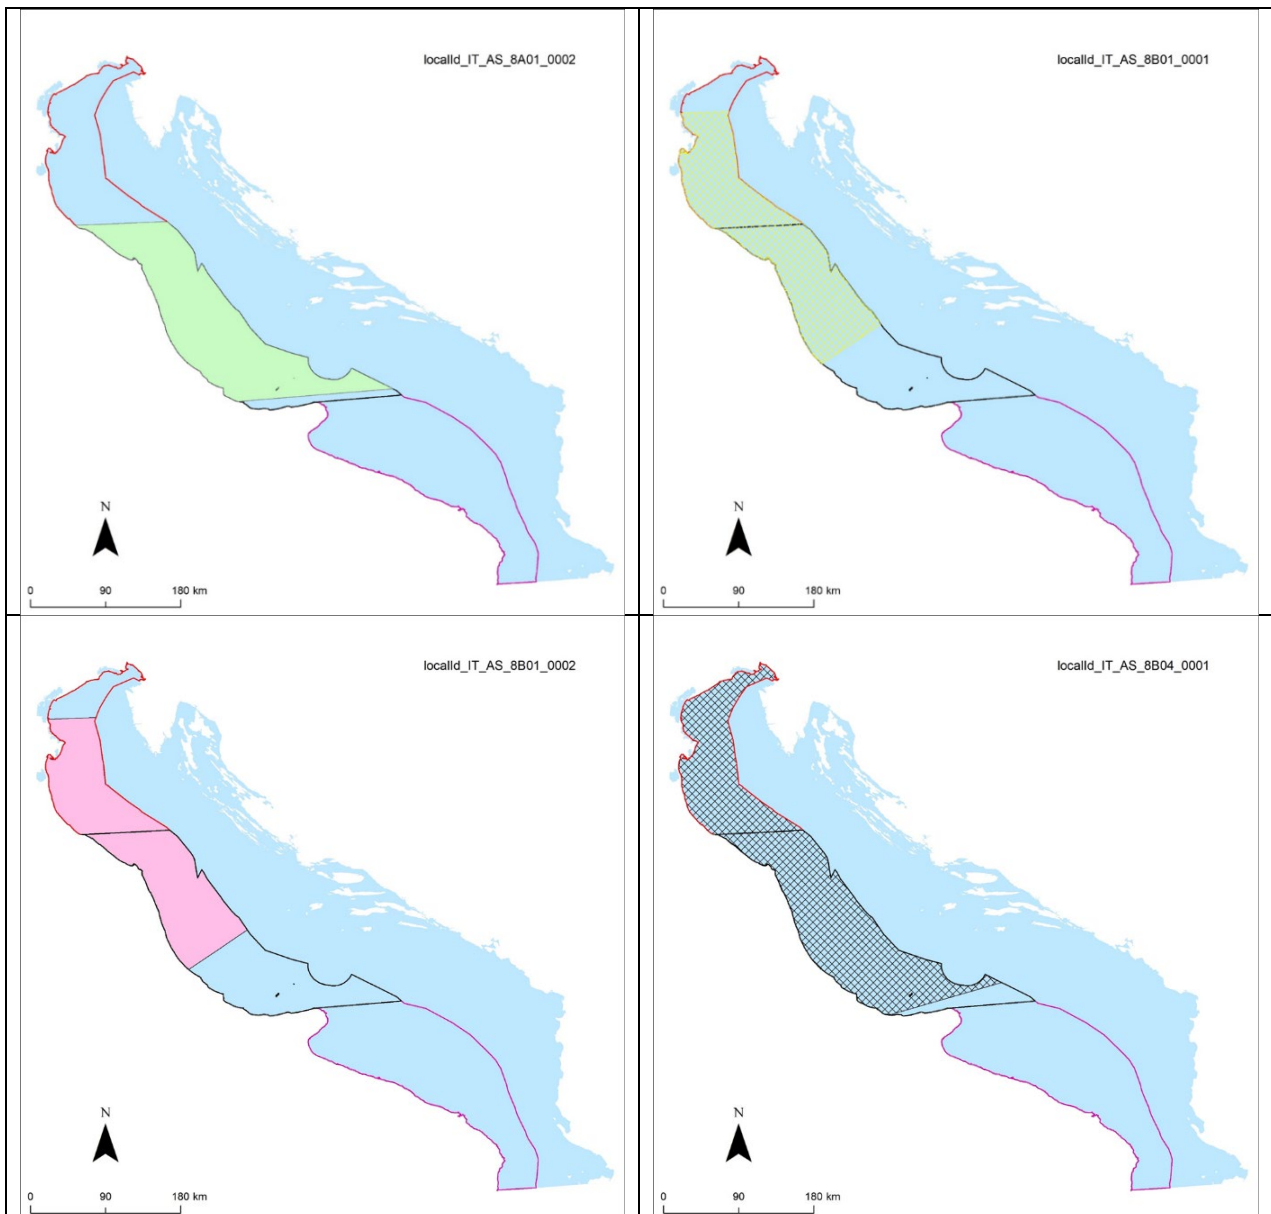 localId_IT_AS_8A01_0002
N
0 90 180 km
localId_IT_AS_8B01_0001
N
0 90 180 km
localId_IT_AS_8B01_0002
N
0 90 180 km
localId_IT_AS_8B04_0001
N
0 90 180 km